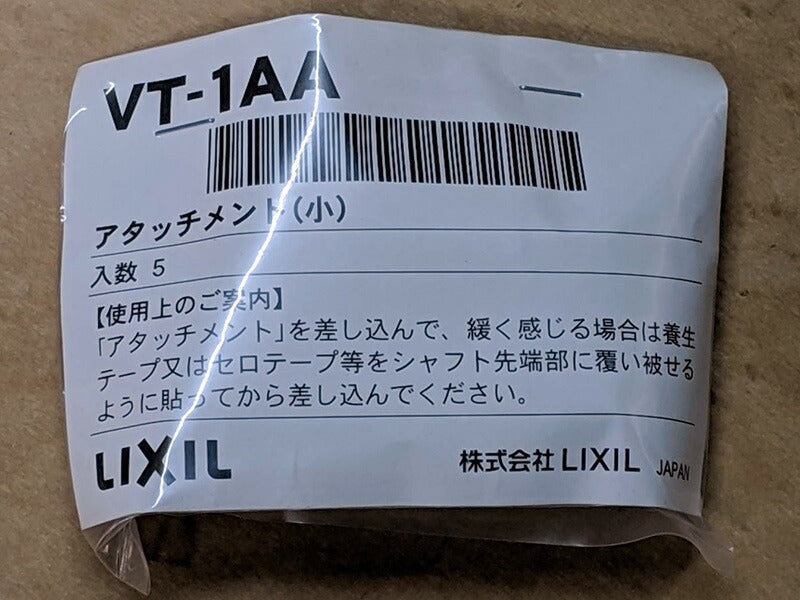 VT-1AA
アタッチメント(小)
入数 5
【使用上のご案内】
「アタッチメント」を差し込んで、緩く感じる場合は養生
テープ又はセロテープ等をシャフト先端部に覆い被せる
ように貼ってから差し込んでください。
LIXIL
株式会社 LIXIL JAPAN